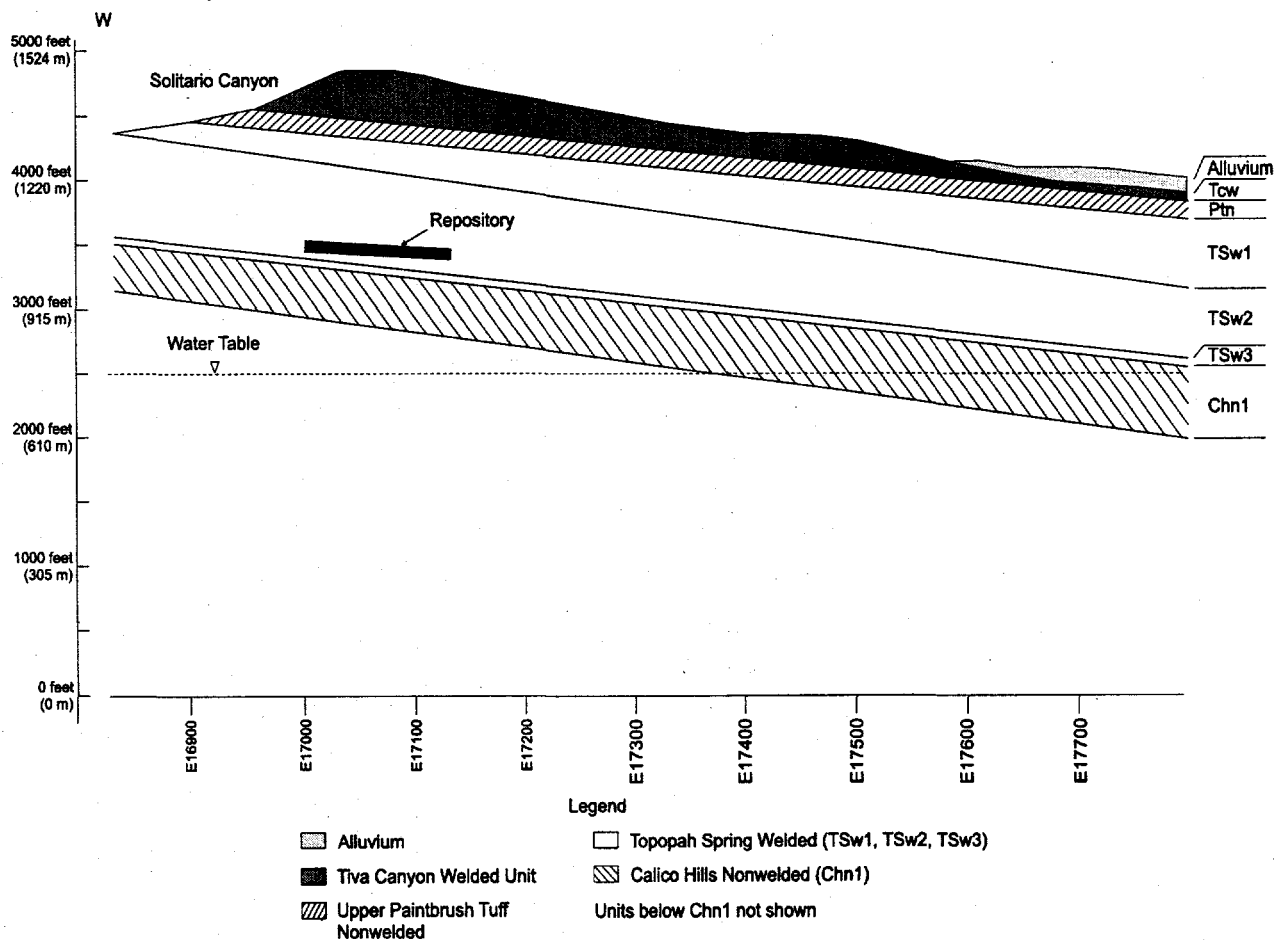 W
5000 feet
(1524 m)
Solitario Canyon
4000 feet
(1220 m)
Alluvium
Tcw
Ptn
Repository
TSw1
3000 feet
(915 m)
TSw2
Water Table
TSw3
Chn1
2000 feet
(610 m)
1000 feet
(305 m)
0 feet
(0 m)
E16900
E17000
E17100
E17200
E17300
E17400
E17500
E17600
E17700
Legend
Alluvium
Topopah Spring Welded (TSw1, TSw2, TSw3)
Tiva Canyon Welded Unit
Calico Hills Nonwelded (Chn1)
Upper Paintbrush Tuff
Nonwelded
Units below Chn1 not shown